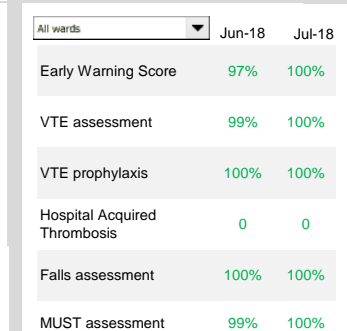 All wards Jun-18 Jul-18
Early Warning Score 97% 100%
VTE assessment 99% 100%
VTE prophylaxis 100% 100%
Hospital Acquired
Thrombosis 0 0
Falls assessment 100% 100%
MUST assessment 99% 100%